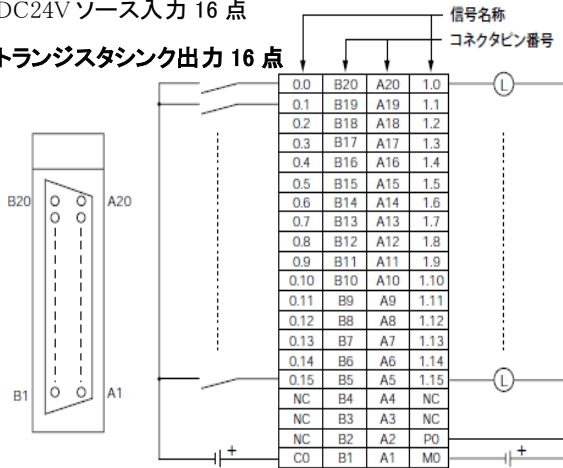 DC24V ソース入力 16 点
トランジスタシンク出力 16 点
信号名称
コネクタピン番号
0.0 B20 A20 1.0
0.1 B19 A19 1.1
0.2 B18 A18 1.2
0.3 B17 A17 1.3
0.4 B16 A16 1.4
0.5 B15 A15 1.5
0.6 B14 A14 1.6
0.7 B13 A13 1.7
0.8 B12 A12 1.8
0.9 B11 A11 1.9
0.10 B10 A10 1.10
0.11 B9 A9 1.11
0.12 B8 A8 1.12
0.13 B7 A7 1.13
0.14 B6 A6 1.14
0.15 B5 A5 1.15
NC B4 A4 NC
NC B3 A3 NC
NC B2 A2 P0
C0 B1 A1 M0
L
L
+
+
B20 A20
B1 A1